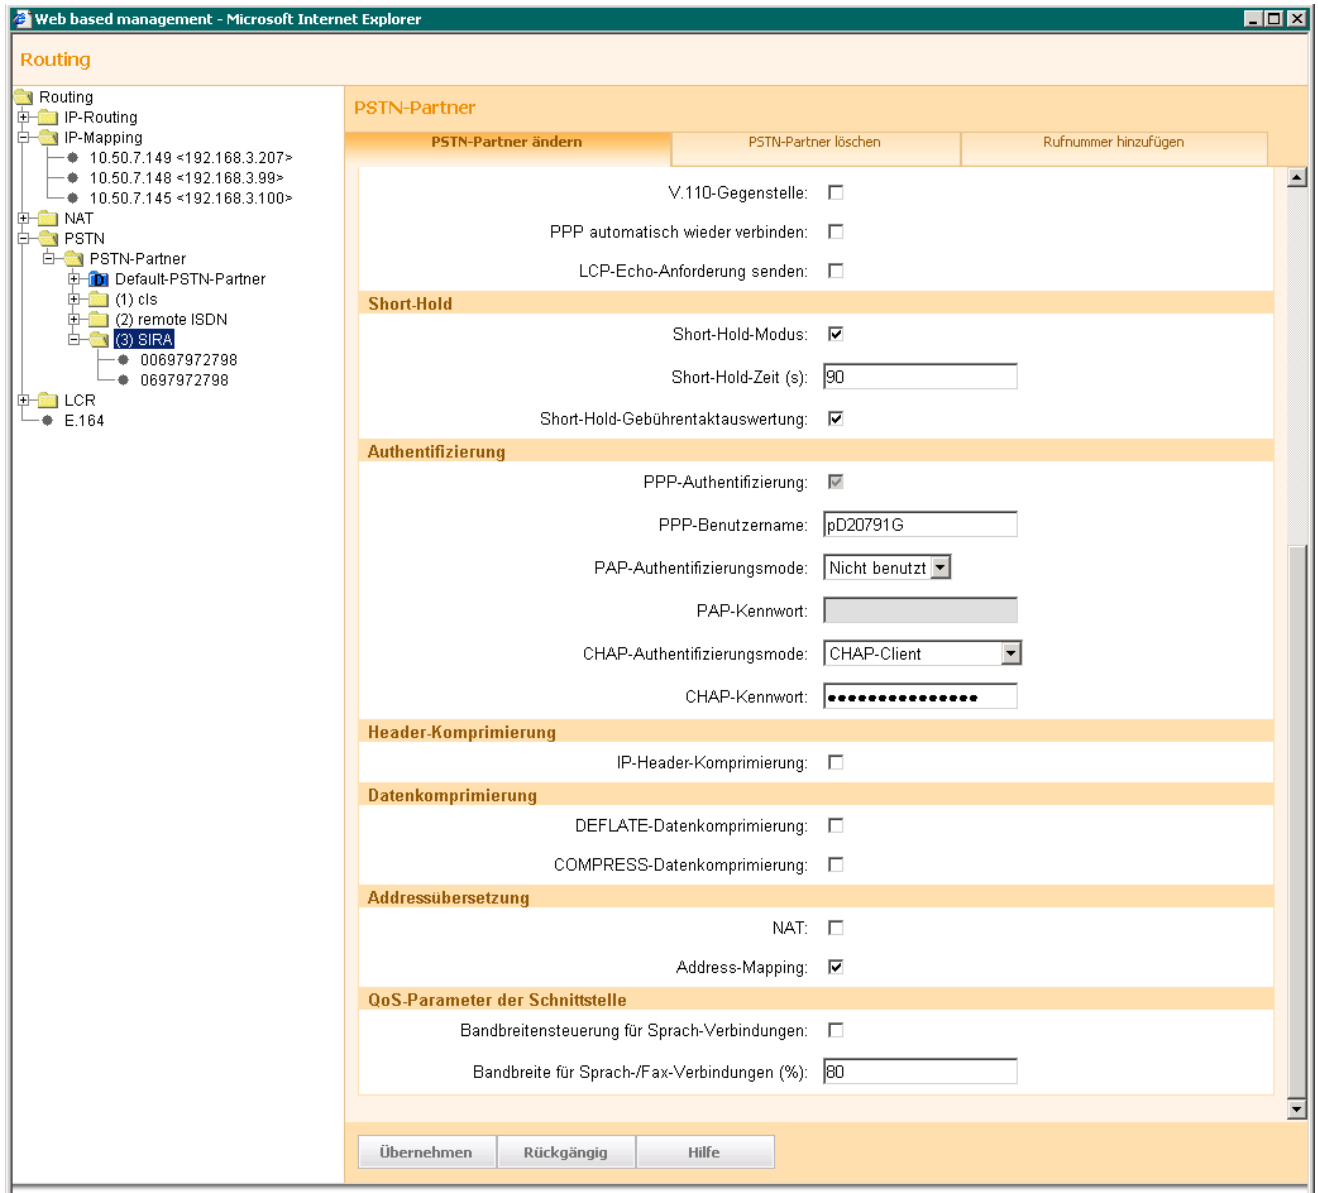 Web based management - Microsoft Internet Explorer
Routing
Routing
IP-Routing
IP-Mapping
10.50.7.149 <192.168.3.207>
10.50.7.148 <192.168.3.99>
10.50.7.145 <192.168.3.100>
NAT
PSTN
PSTN-Partner
Default-PSTN-Partner
(1) cls
(2) remote ISDN
(3) SIRA
00697972798
0697972798
LCR
E.164
PSTN-Partner
PSTN-Partner ändern
PSTN-Partner löschen
Rufnummer hinzufügen
V.110-Gegenstelle:
PPP automatisch wieder verbinden:
LCP-Echo-Anforderung senden:
Short-Hold
Short-Hold-Modus:
Short-Hold-Zeit (s): 90
Short-Hold-Gebührentaktauswertung:
Authentifizierung
PPP-Authentifizierung:
PPP-Benutzername: pD20791G
PAP-Authentifizierungsmode: Nicht benutzt
PAP-Kennwort:
CHAP-Authentifizierungsmode: CHAP-Client
CHAP-Kennwort: ●●●●●●●●●●●●●●●
Header-Komprimierung
IP-Header-Komprimierung:
Datenkomprimierung
DEFLATE-Datenkomprimierung:
COMPRESS-Datenkomprimierung:
Addressübersetzung
NAT:
Address-Mapping:
QoS-Parameter der Schnittstelle
Bandbreitensteuerung für Sprach-Verbindungen:
Bandbreite für Sprach-/Fax-Verbindungen (%): 80
Übernehmen
Rückgängig
Hilfe